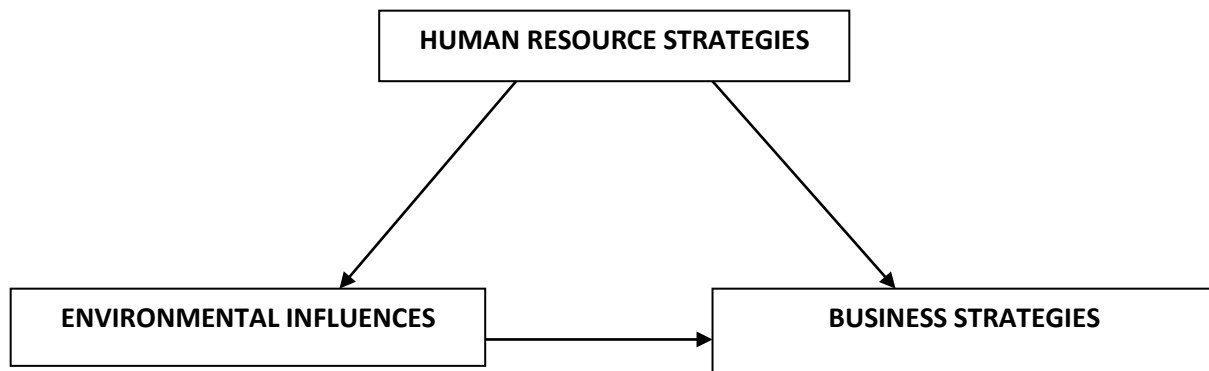 HUMAN RESOURCE STRATEGIES
ENVIRONMENTAL INFLUENCES
BUSINESS STRATEGIES